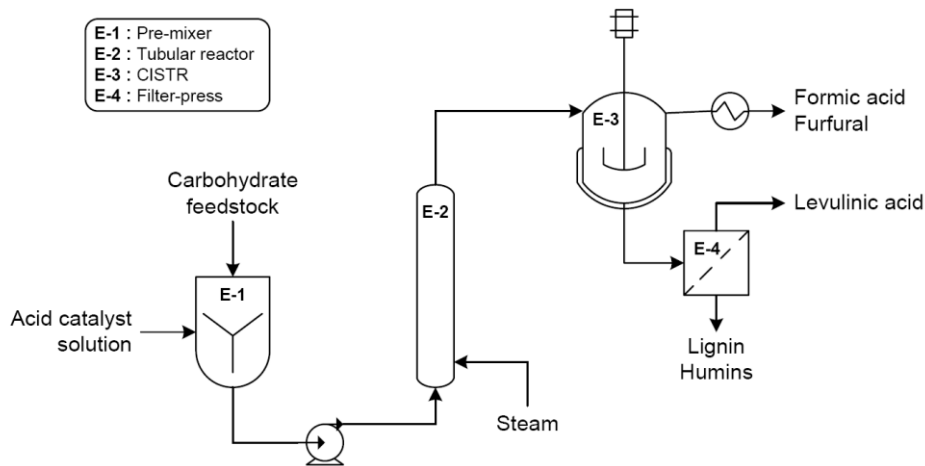 E-1 : Pre-mixer
E-2 : Tubular reactor
E-3 : CISTR
E-4 : Filter-press
Carbohydrate
feedstock
E-1
Acid catalyst
solution
E-2
Steam
E-3
Formic acid
Furfural
Levulinic acid
E-4
Lignin
Humins